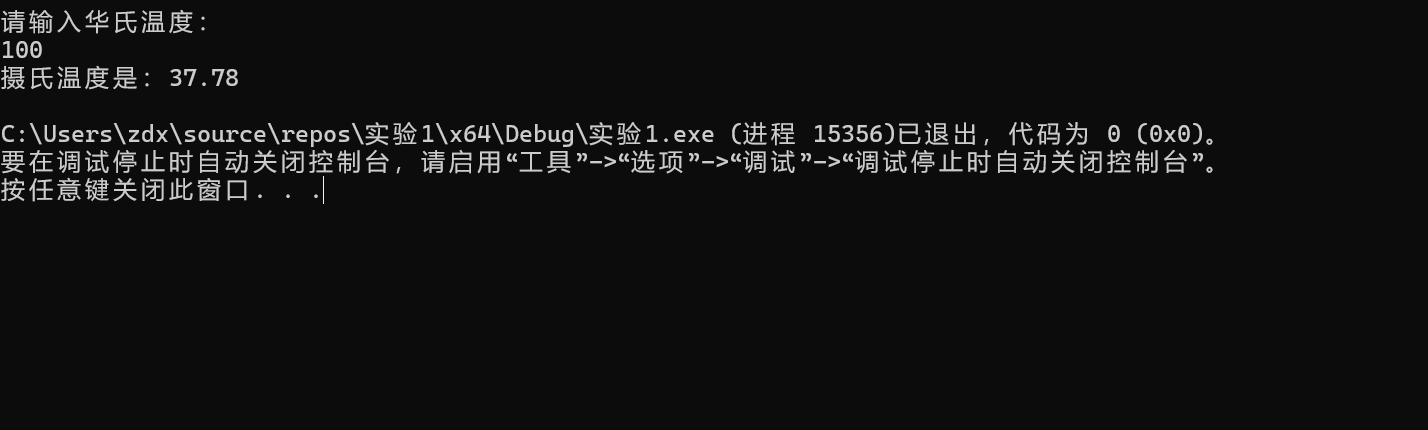 请输入华氏温度：
100
摄氏温度是：37.78
C:\Users\zdx\source\repos\实验1\x64\Debug\实验1.exe (进程 15356)已退出，代码为 0 (0x0)。
要在调试停止时自动关闭控制台，请启用“工具”->“选项”->“调试”->“调试停止时自动关闭控制台”。
按任意键关闭此窗口. . .